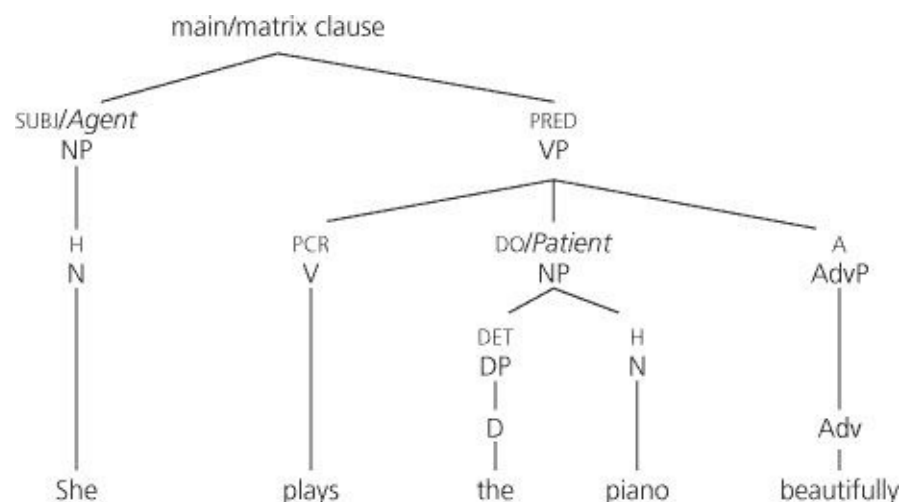 main/matrix clause
SUBJ/Agent PRED
NP VP
H PCR DO/Patient A
N V NP AdvP
DET H
DP N
D Adv
She plays the piano beautifully